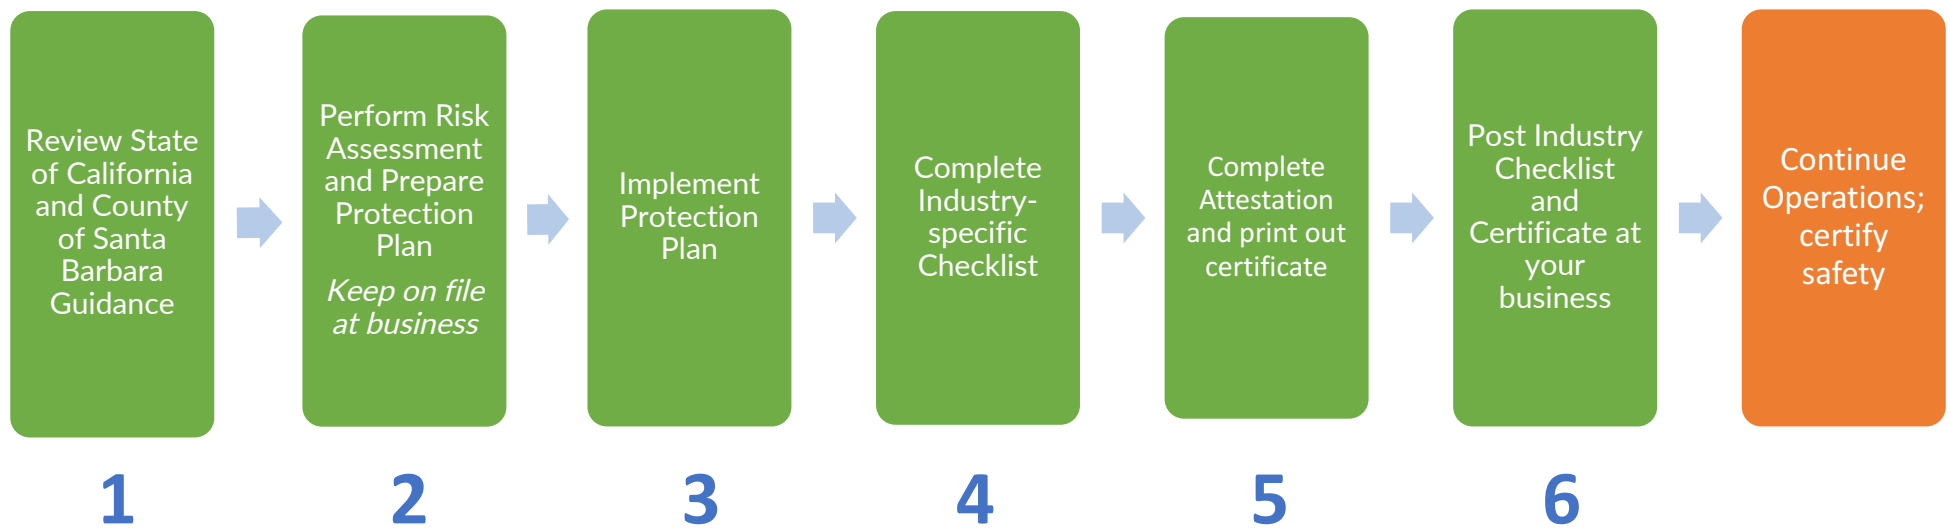 Review State
of California
and County
of Santa
Barbara
Guidance
Perform Risk
Assessment
and Prepare
Protection
Plan
Keep on file
at business
Implement
Protection
Plan
Complete
Industry-
specific
Checklist
Complete
Attestation
and print out
certificate
Post Industry
Checklist
and
Certificate at
your
business
Continue
Operations;
certify
safety
1
2
3
4
5
6